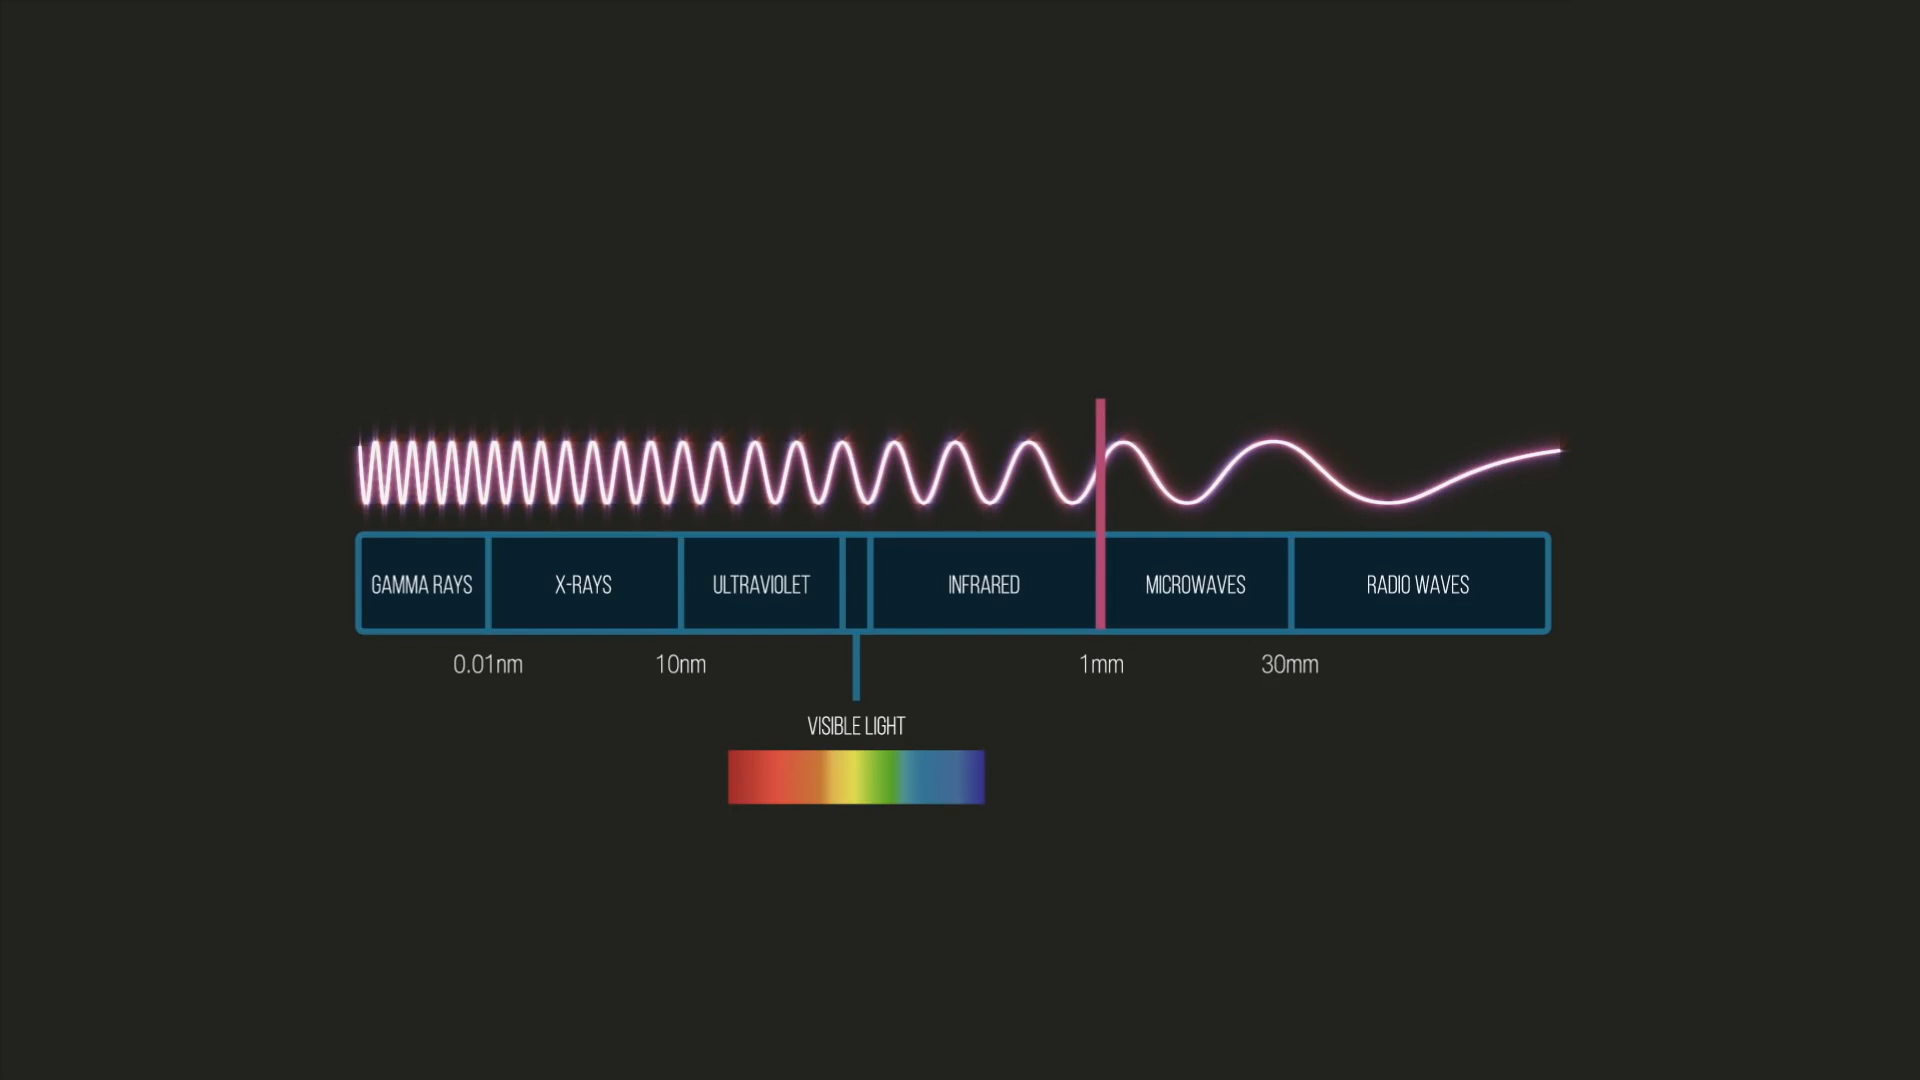 GAMMA RAYS
X-RAYS
ULTRAVIOLET
INFRARED
MICROWAVES
RADIO WAVES
0.01nm
10nm
1mm
30mm
VISIBLE LIGHT